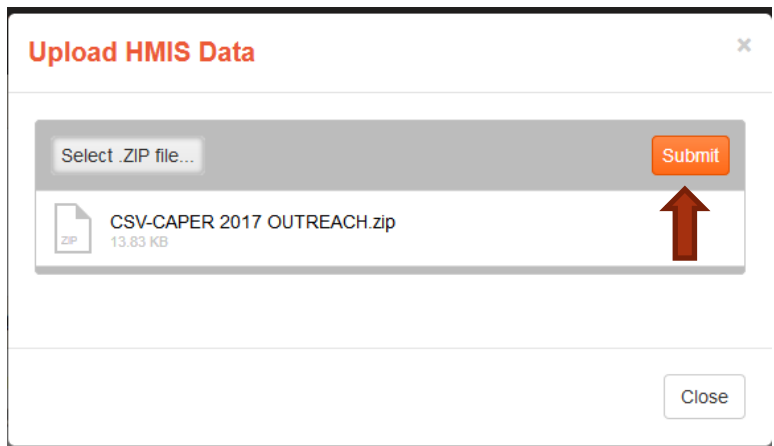 Upload HMIS Data
×
Select .ZIP file...
Submit
ZIP
CSV-CAPER 2017 OUTREACH.zip
13.83 KB
Close